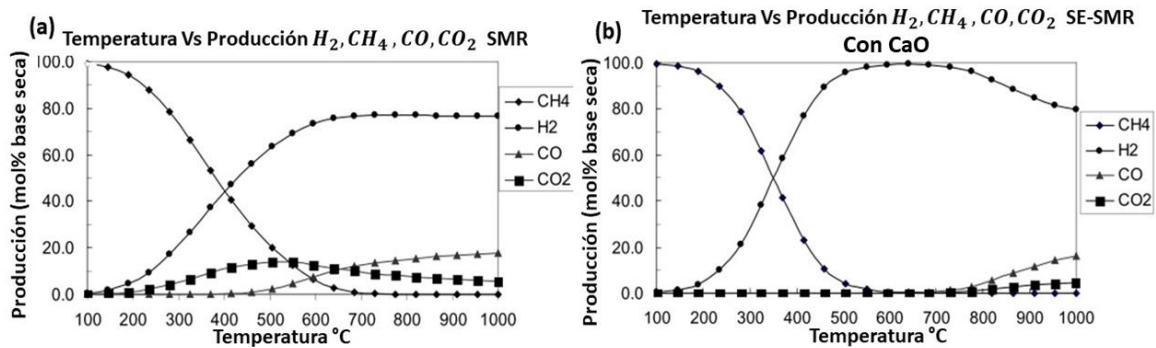 (a)
Temperatura Vs Producción H₂, CH₄, CO, CO₂ SMR
Producción (mol% base seca)
100.0
80.0
60.0
40.0
20.0
0.0
100 200 300 400 500 600 700 800 900 1000
Temperatura °C
CH4
H2
CO
CO2
(b)
Temperatura Vs Producción H₂, CH₄, CO, CO₂ SE-SMR
Con CaO
Producción (mol% base seca)
100.0
80.0
60.0
40.0
20.0
0.0
100 200 300 400 500 600 700 800 900 1000
Temperatura °C
CH4
H2
CO
CO2